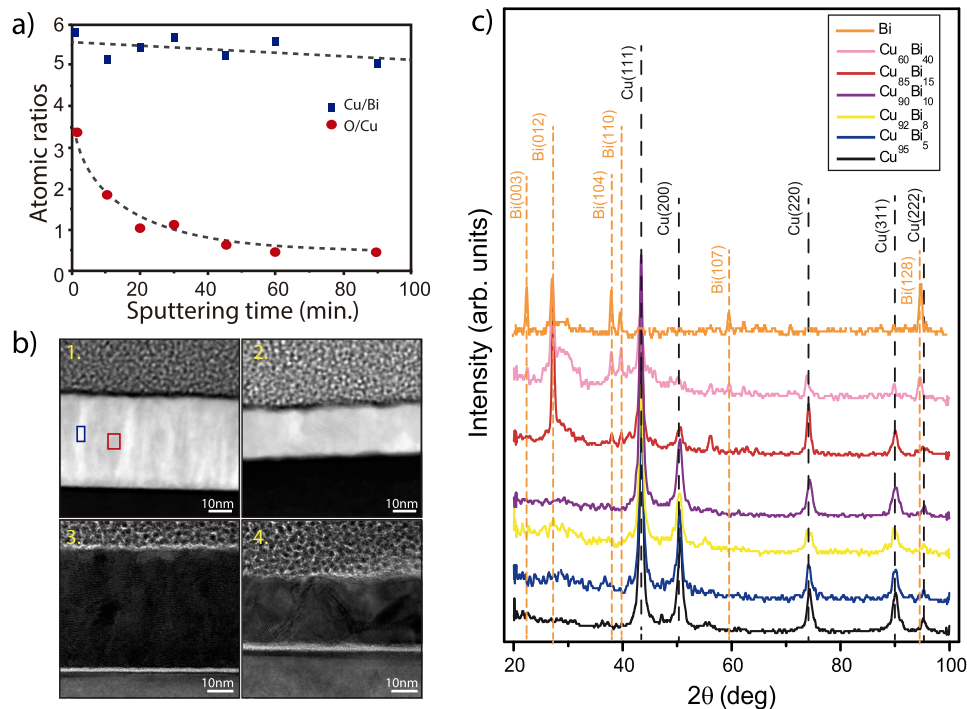 a)
Atomic ratios
6
5
4
3
2
1
0
0 20 40 60 80 100
Sputtering time (min.)
Cu/Bi
O/Cu
b)
1.
10nm
2.
10nm
3.
10nm
4.
10nm
c)
Intensity (arb. units)
Bi(003)
Bi(012)
Bi(104)
Bi(110)
Cu(111)
Cu(200)
Bi(107)
Cu(220)
Cu(311)
Bi(128)
Cu(222)
Bi
Cu60Bi40
Cu85Bi15
Cu90Bi10
Cu92Bi8
Cu95Bi5
Cu
20 40 60 80 100
2θ (deg)